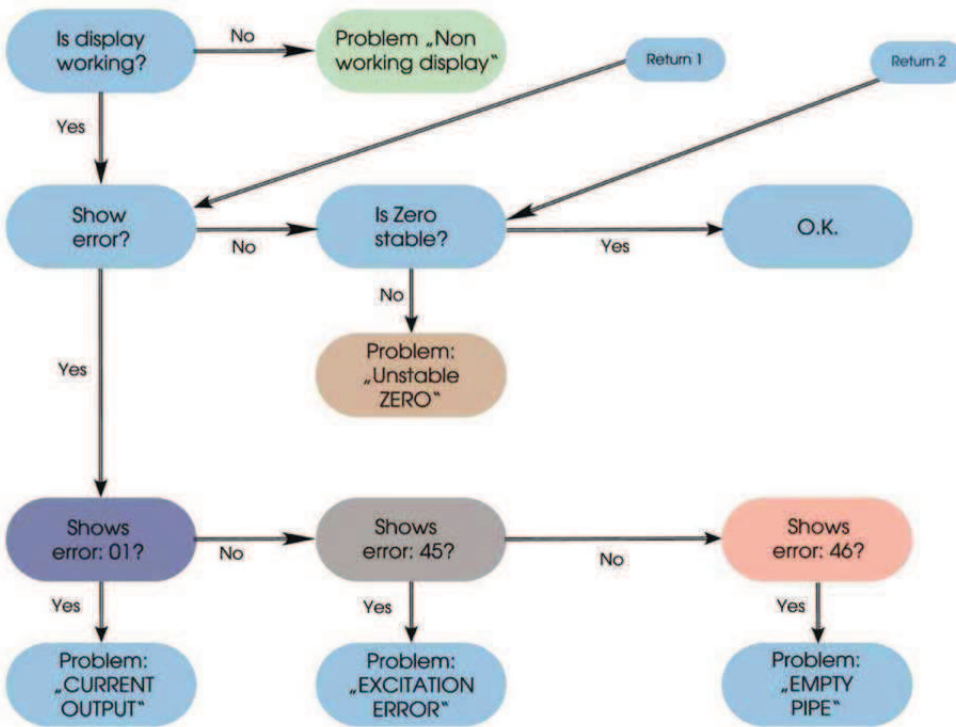 Is display
working?
No
Problem „Non
working display“
Return 1
Return 2
Yes
Show
error?
No
Is Zero
stable?
Yes
O.K.
No
Problem:
„Unstable
ZERO“
Yes
Shows
error: 01?
No
Shows
error: 45?
No
Shows
error: 46?
Yes
Yes
Yes
Problem:
„CURRENT
OUTPUT“
Problem:
„EXCITATION
ERROR“
Problem:
„EMPTY
PIPE“